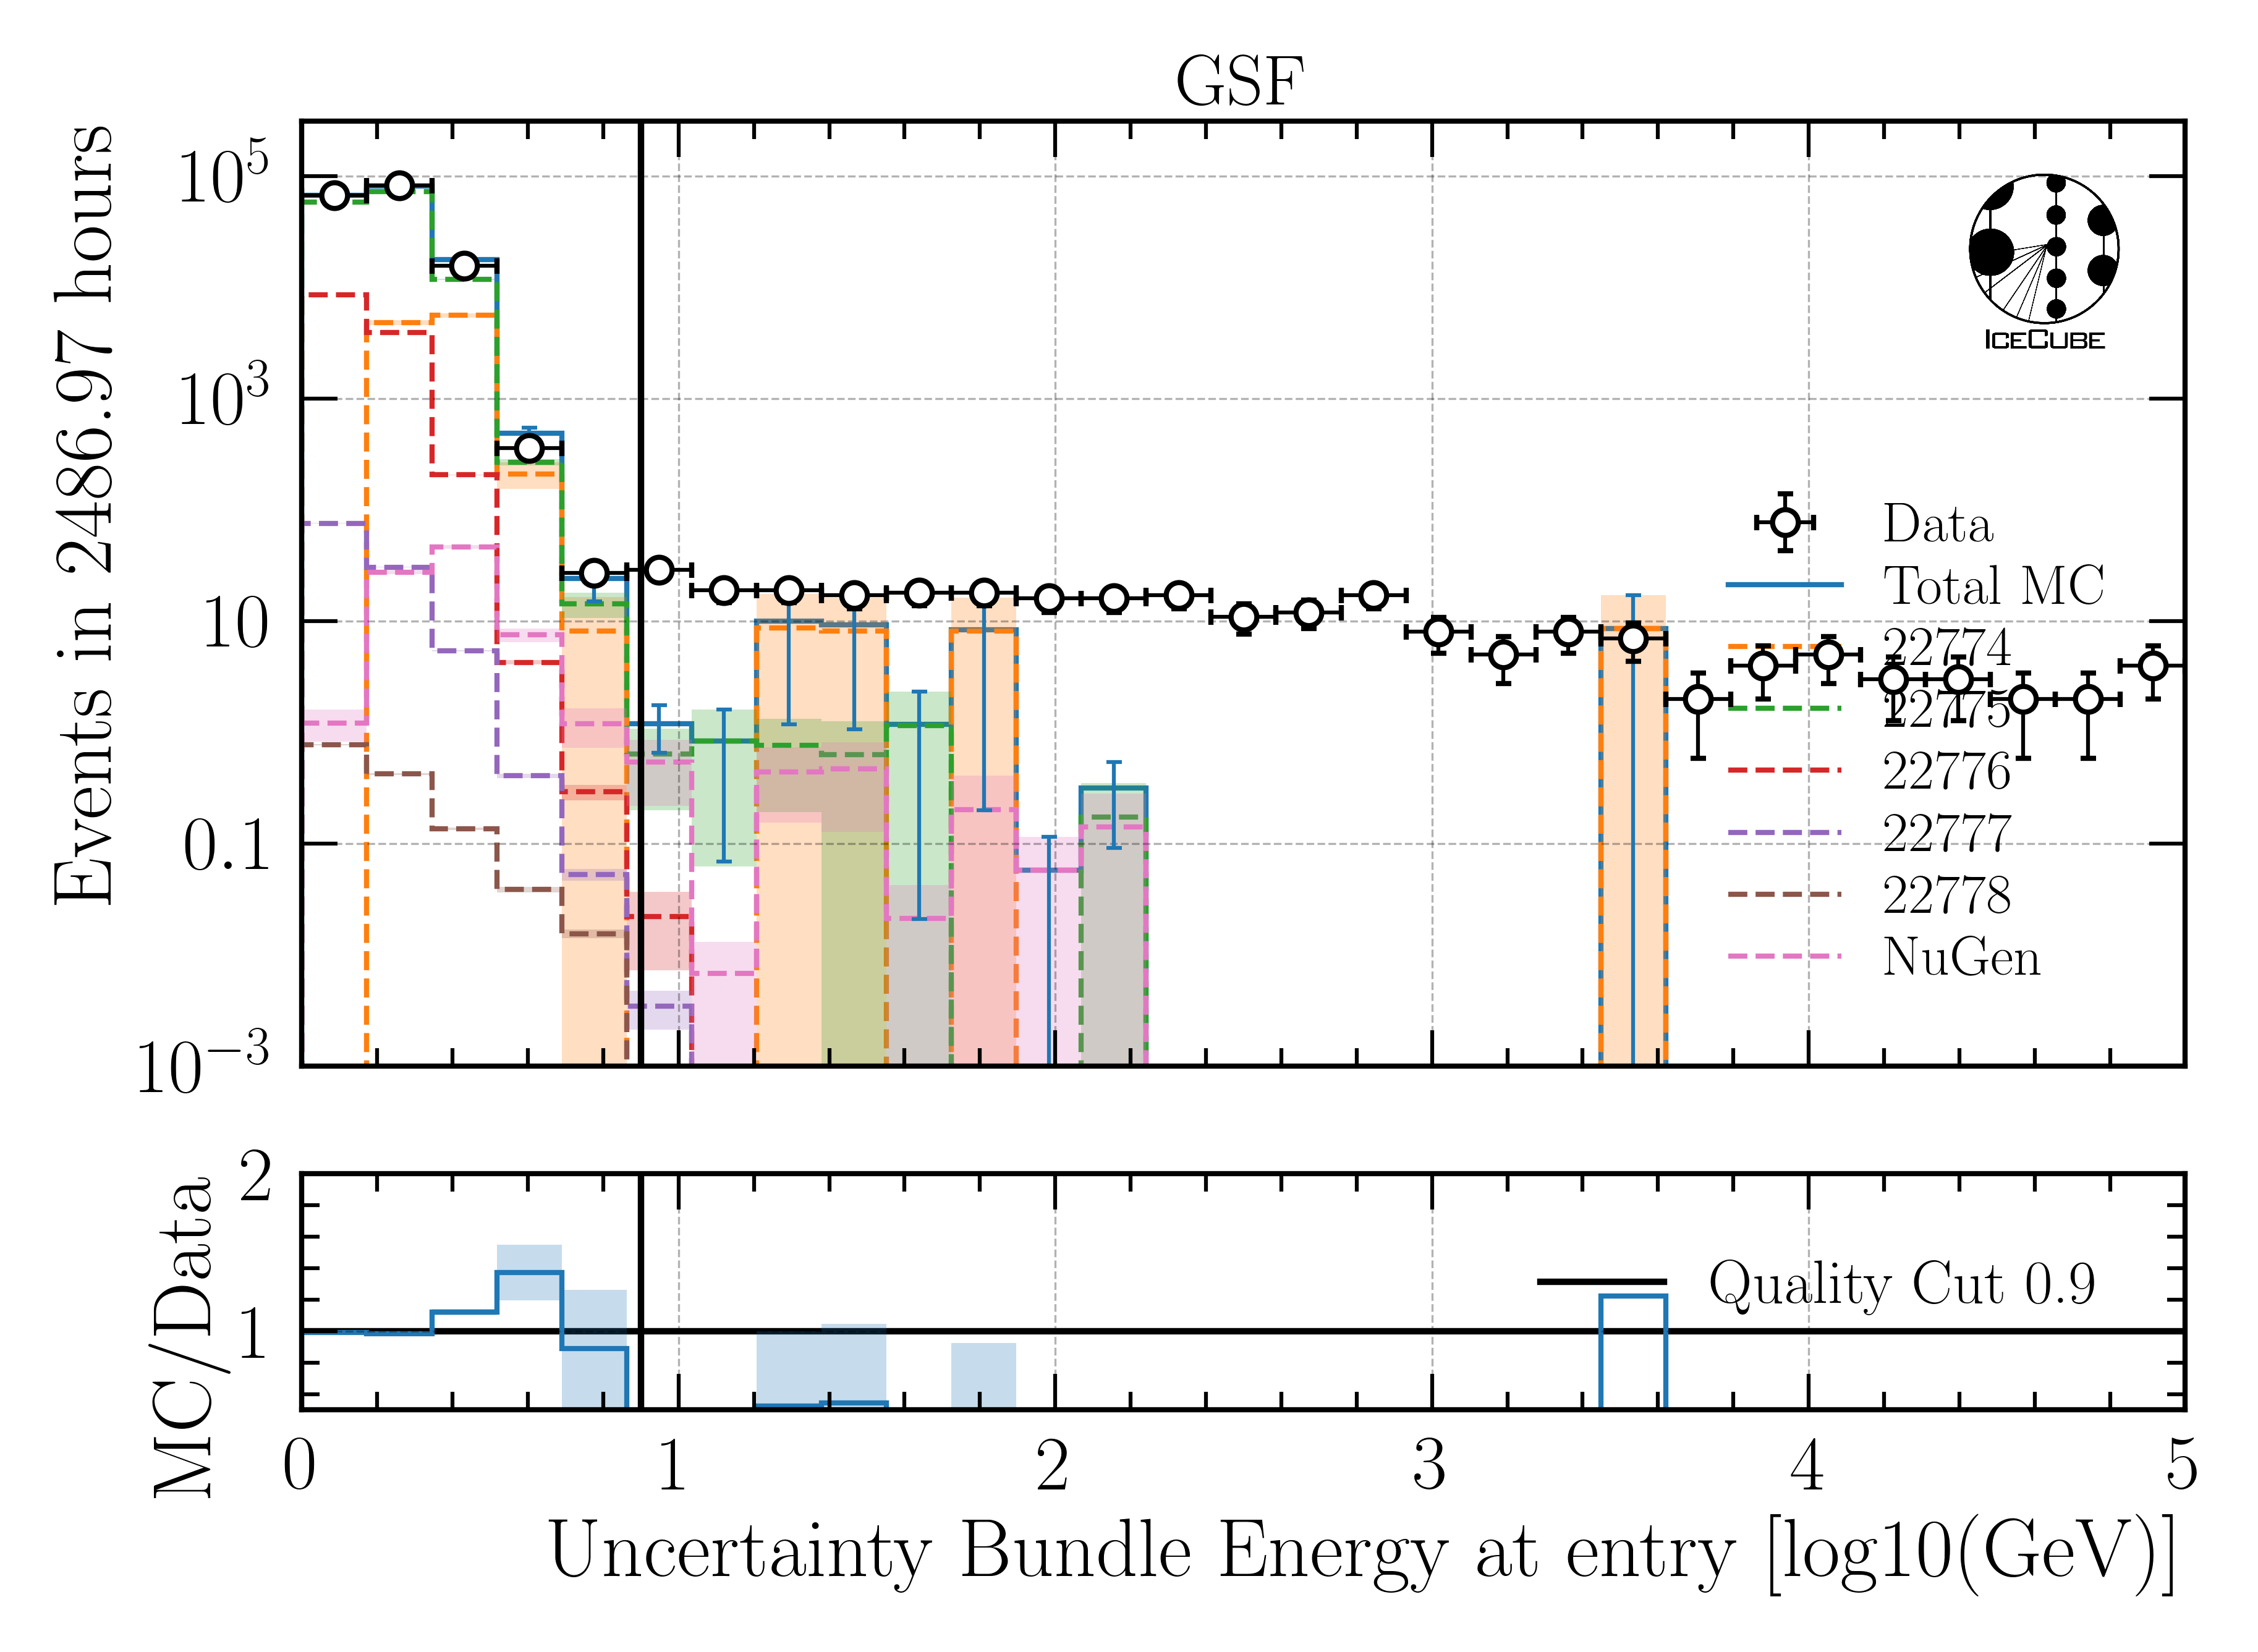 GSF
Events in 2486.97 hours
10^5
10^3
10
0.1
10^−3
ICECUBE
Data
Total MC
22774
22775
22776
22777
22778
NuGen
MC/Data
2
1
Quality Cut 0.9
0 1 2 3 4 5
Uncertainty Bundle Energy at entry [log10(GeV)]